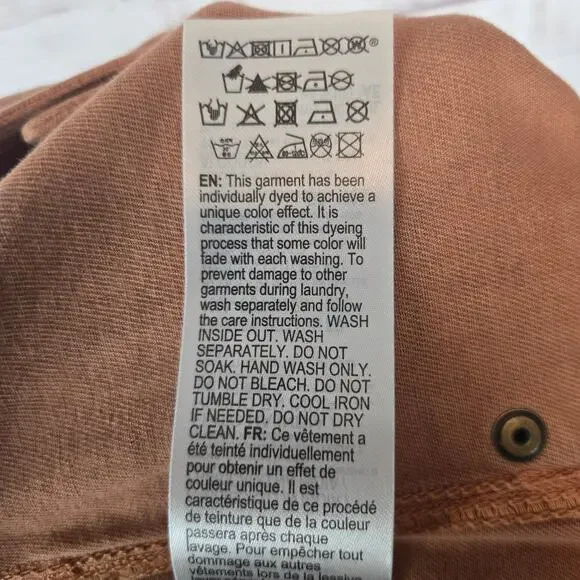 EN: This garment has been
individually dyed to achieve a
unique color effect. It is
characteristic of this dyeing
process that some color will
fade with each washing. To
prevent damage to other
garments during laundry,
wash separately and follow
the care instructions. WASH
INSIDE OUT. WASH
SEPARATELY. DO NOT
SOAK. HAND WASH ONLY.
DO NOT BLEACH. DO NOT
TUMBLE DRY. COOL IRON
IF NEEDED. DO NOT DRY
CLEAN. FR: Ce vêtement a
été teinté individuellement
pour obtenir un effet de
couleur unique. Il est
caractéristique de ce procédé
de teinture que de la couleur
passera après chaque
lavage. Pour empêcher tout
dommage aux autres
vêtements lors de la lessive